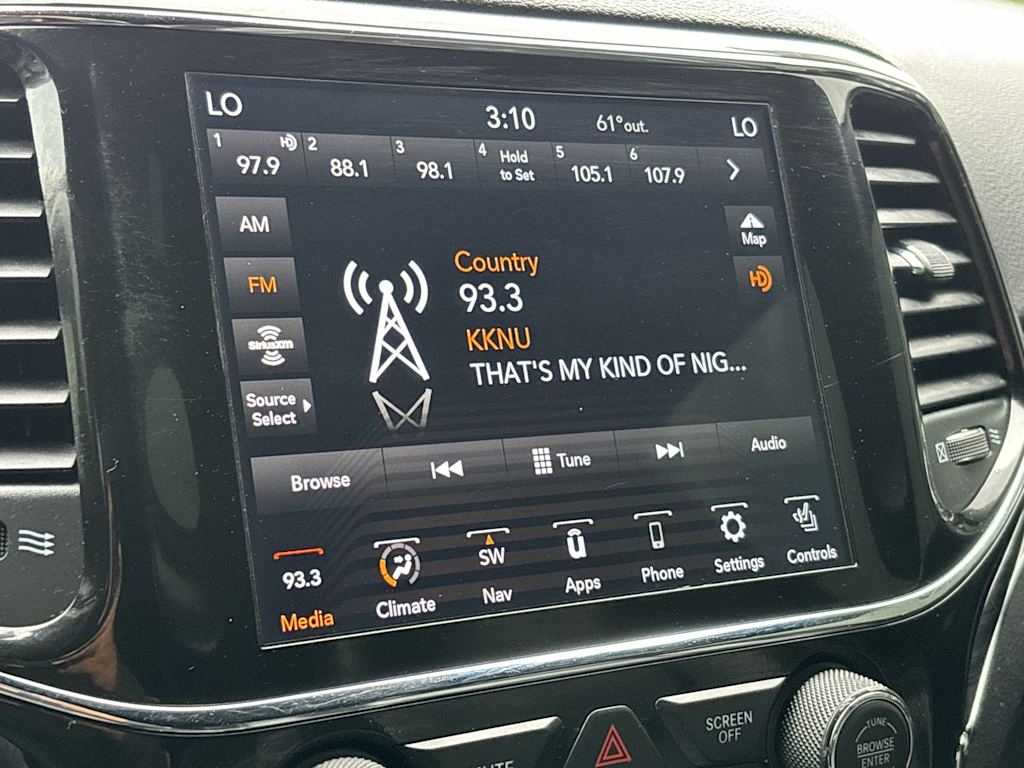 LO
3:10
61°out.
LO
1 97.9
2 88.1
3 98.1
4 Hold
to Set
5 105.1
6 107.9
AM
FM
SiriusXM
Source
Select
Map
HD
Country
93.3
KKNU
THAT'S MY KIND OF NIG...
Browse
Tune
Audio
93.3
Media
Climate
SW
Nav
Apps
Phone
Settings
Controls
SCREEN
OFF
TUNE
BROWSE
ENTER